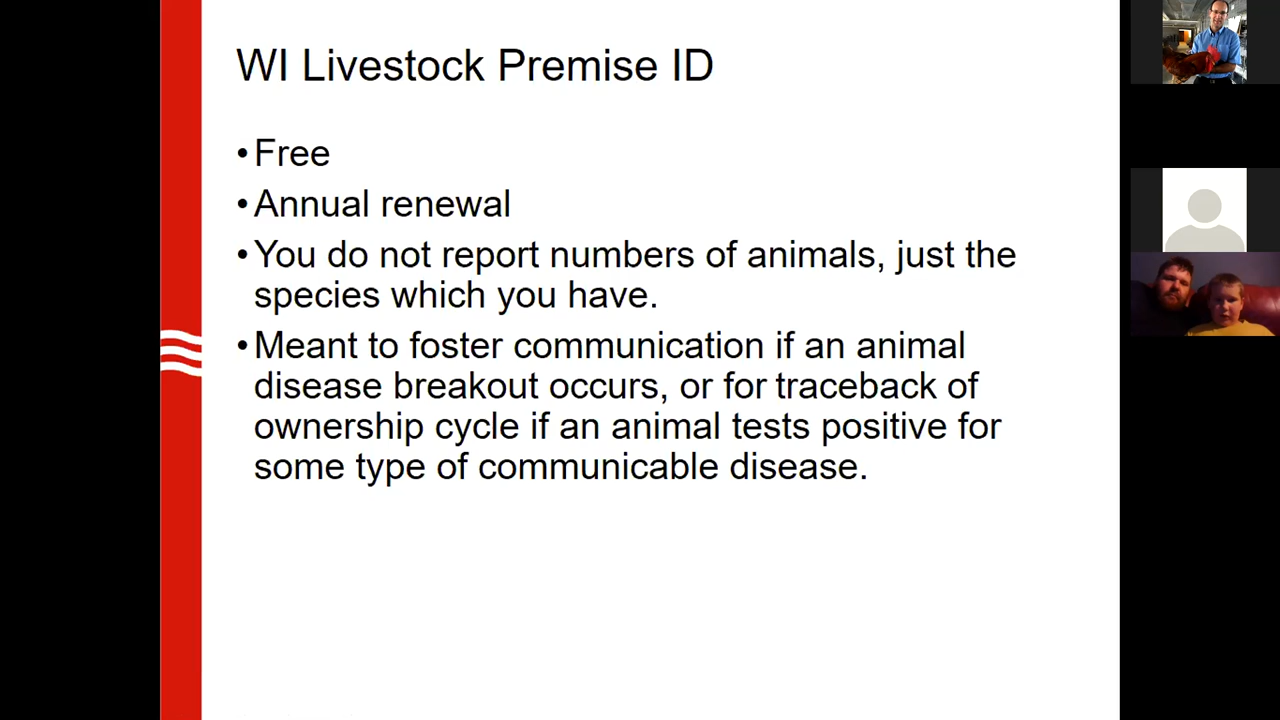 WI Livestock Premise ID
•Free
•Annual renewal
•You do not report numbers of animals, just the
species which you have.
•Meant to foster communication if an animal
disease breakout occurs, or for traceback of
ownership cycle if an animal tests positive for
some type of communicable disease.